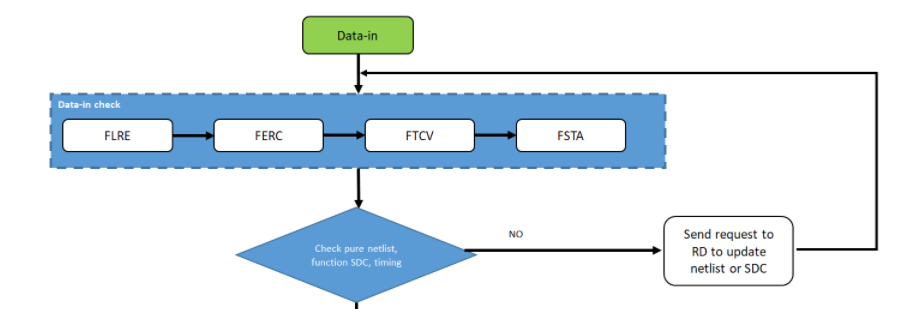 Data-in
Data-in check
FLRE
FERC
FTCV
FSTA
Check pure netlist,
function SDC, timing
NO
Send request to
RD to update
netlist or SDC